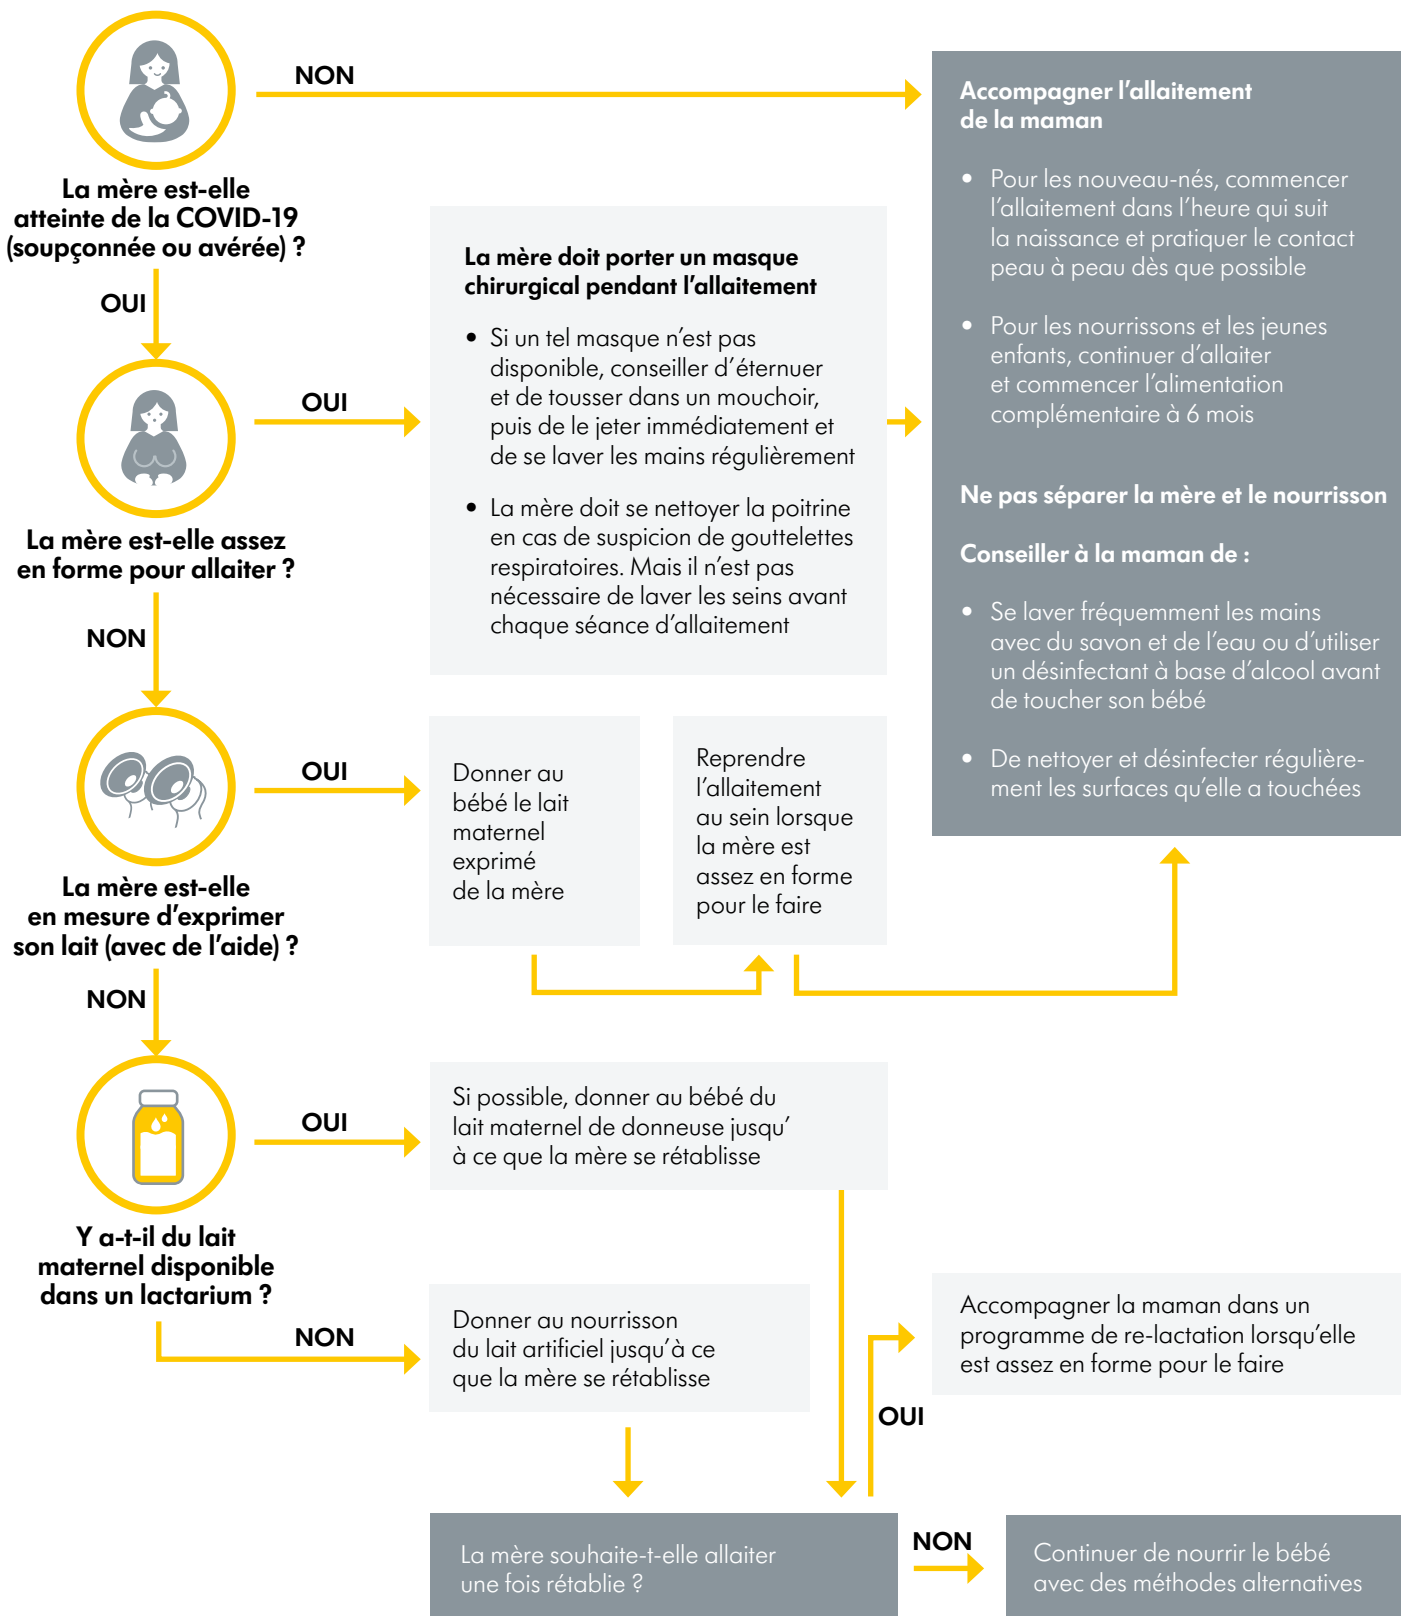 NON
La mère est-elle
atteinte de la COVID-19
(soupçonnée ou avérée) ?
OUI
Accompagner l'allaitement
de la maman
• Pour les nouveau-nés, commencer
l'allaitement dans l'heure qui suit
la naissance et pratiquer le contact
peau à peau dès que possible
• Pour les nourrissons et les jeunes
enfants, continuer d'allaiter
et commencer l'alimentation
complémentaire à 6 mois
Ne pas séparer la mère et le nourrisson
Conseiller à la maman de :
• Se laver fréquemment les mains
avec du savon et de l'eau ou d'utiliser
un désinfectant à base d'alcool avant
de toucher son bébé
• De nettoyer et désinfecter régulière-
ment les surfaces qu'elle a touchées
La mère est-elle assez
en forme pour allaiter ?
OUI
La mère doit porter un masque
chirurgical pendant l'allaitement
• Si un tel masque n'est pas
disponible, conseiller d'éternuer
et de tousser dans un mouchoir,
puis de le jeter immédiatement et
de se laver les mains régulièrement
• La mère doit se nettoyer la poitrine
en cas de suspicion de gouttelettes
respiratoires. Mais il n'est pas
nécessaire de laver les seins avant
chaque séance d'allaitement
NON
La mère est-elle
en mesure d'exprimer
son lait (avec de l'aide) ?
OUI
Donner au
bébé le lait
maternel
exprimé
de la mère
Reprendre
l'allaitement
au sein lorsque
la mère est
assez en forme
pour le faire
NON
Y a-t-il du lait
maternel disponible
dans un lactarium ?
OUI
Si possible, donner au bébé du
lait maternel de donneuse jusqu'
à ce que la mère se rétablisse
NON
Donner au nourrisson
du lait artificiel jusqu'à ce
que la mère se rétablisse
La mère souhaite-t-elle allaiter
une fois rétablie ?
OUI
Accompagner la maman dans un
programme de re-lactation lorsqu'elle
est assez en forme pour le faire
NON
Continuer de nourrir le bébé
avec des méthodes alternatives